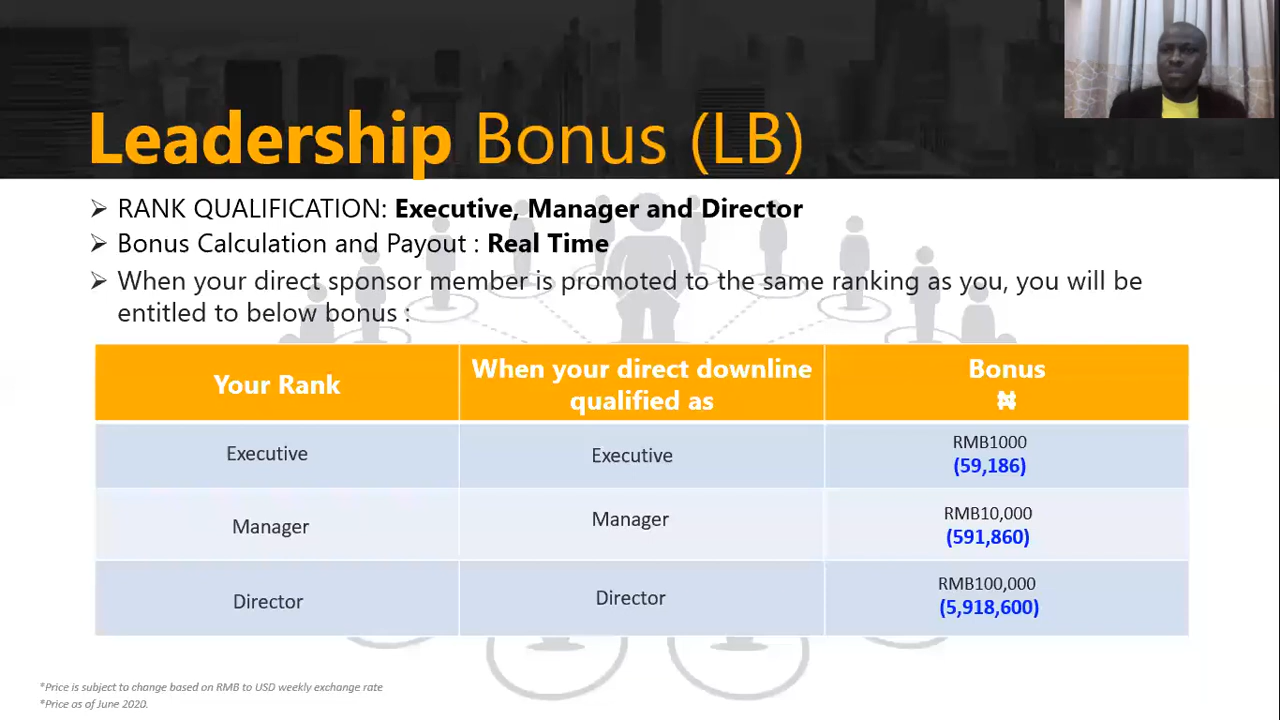 Leadership Bonus (LB)
➢ RANK QUALIFICATION: Executive, Manager and Director
➢ Bonus Calculation and Payout : Real Time
➢ When your direct sponsor member is promoted to the same ranking as you, you will be
entitled to below bonus :
Your Rank
When your direct downline
qualified as
Bonus
₦
Executive
Executive
RMB1000
(59,186)
Manager
Manager
RMB10,000
(591,860)
Director
Director
RMB100,000
(5,918,600)
*Price is subject to change based on RMB to USD weekly exchange rate
*Price as of June 2020.